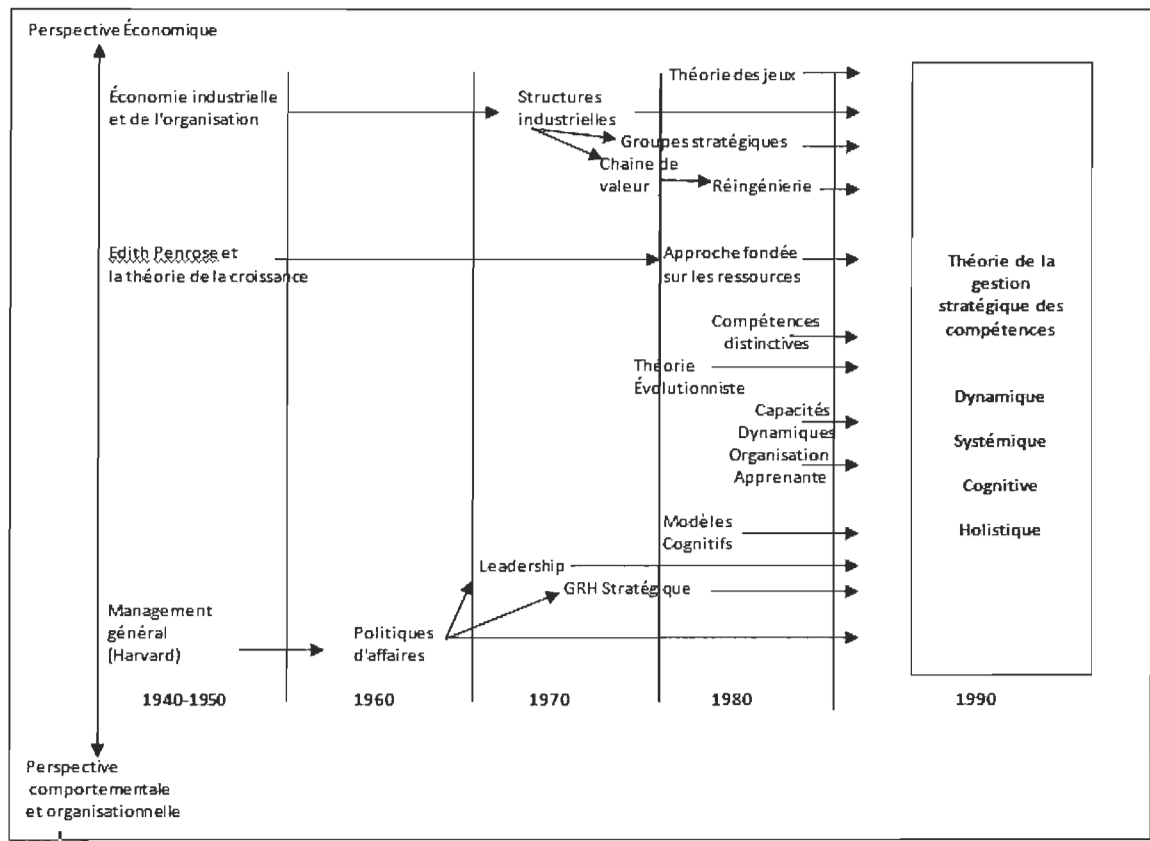 Perspective Économique
Théorie des jeux
Économie industrielle
et de l'organisation
Structures
industrielles
Groupes stratégiques
Chaine de
valeur
Réingénierie
Edith Penrose et
la théorie de la croissance
Approche fondée
sur les ressources
Compétences
distinctives
Théorie
Évolutionniste
Capacités
Dynamiques
Organisation
Apprenante
Modèles
Cognitifs
Leadership
GRH Stratégique
Management
général
(Harvard)
Politiques
d'affaires
Théorie de la
gestion
stratégique des
compétences
Dynamique
Systémique
Cognitive
Holistique
1940-1950
1960
1970
1980
1990
Perspective
comportementale
et organisationnelle